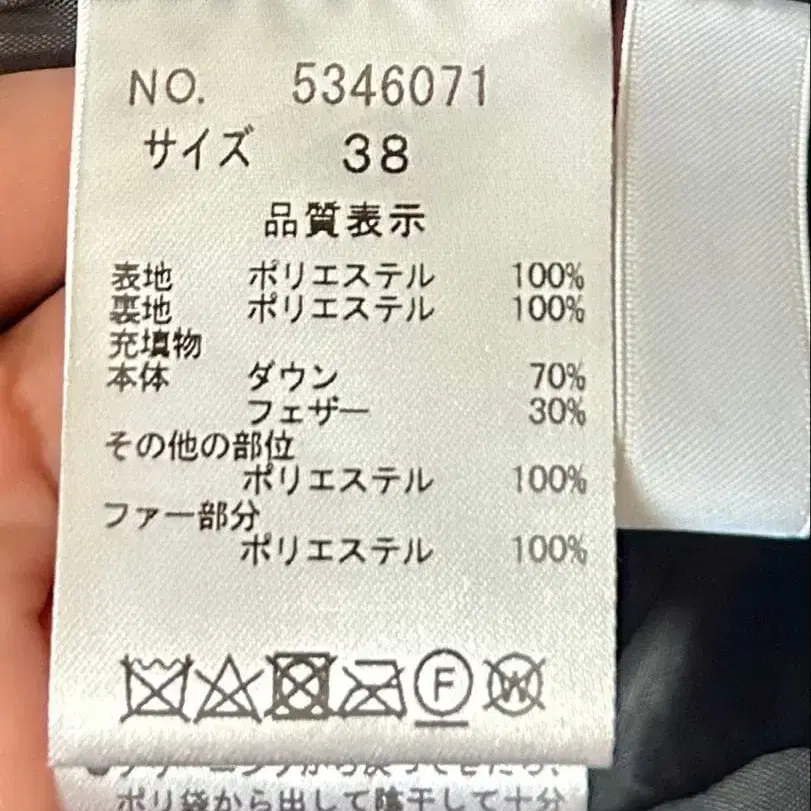 NO. 5346071
サイズ 38
品質表示
表地 ポリエステル 100%
裏地 ポリエステル 100%
充填物
本体 ダウン 70%
フェザー 30%
その他の部位
ポリエステル 100%
ファー部分
ポリエステル 100%
F W
ポリ袋から出して陰干しして十分